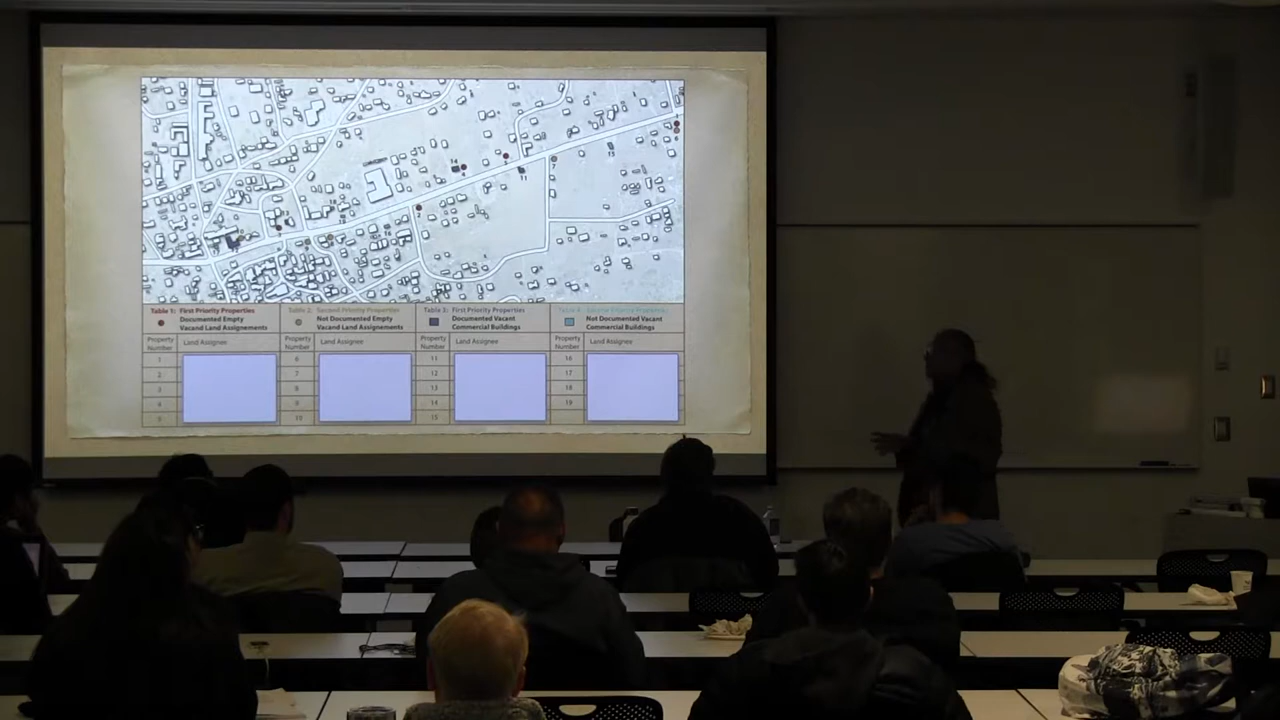 Table 1: First Priority Properties
Documented Empty
Vacand Land Assignements
Table 2: Second Priority Properties
Not Documented Empty
Vacand Land Assignements
Table 3: First Priority Properties
Documented Vacant
Commercial Buildings
Not Documented Vacant
Commercial Buildings
Property Number Land Assignee Property Number Land Assignee Property Number Land Assignee Property Number Land Assignee
1 6 11 16
2 7 12 17
3 8 13 18
4 9 14 19
5 10 15